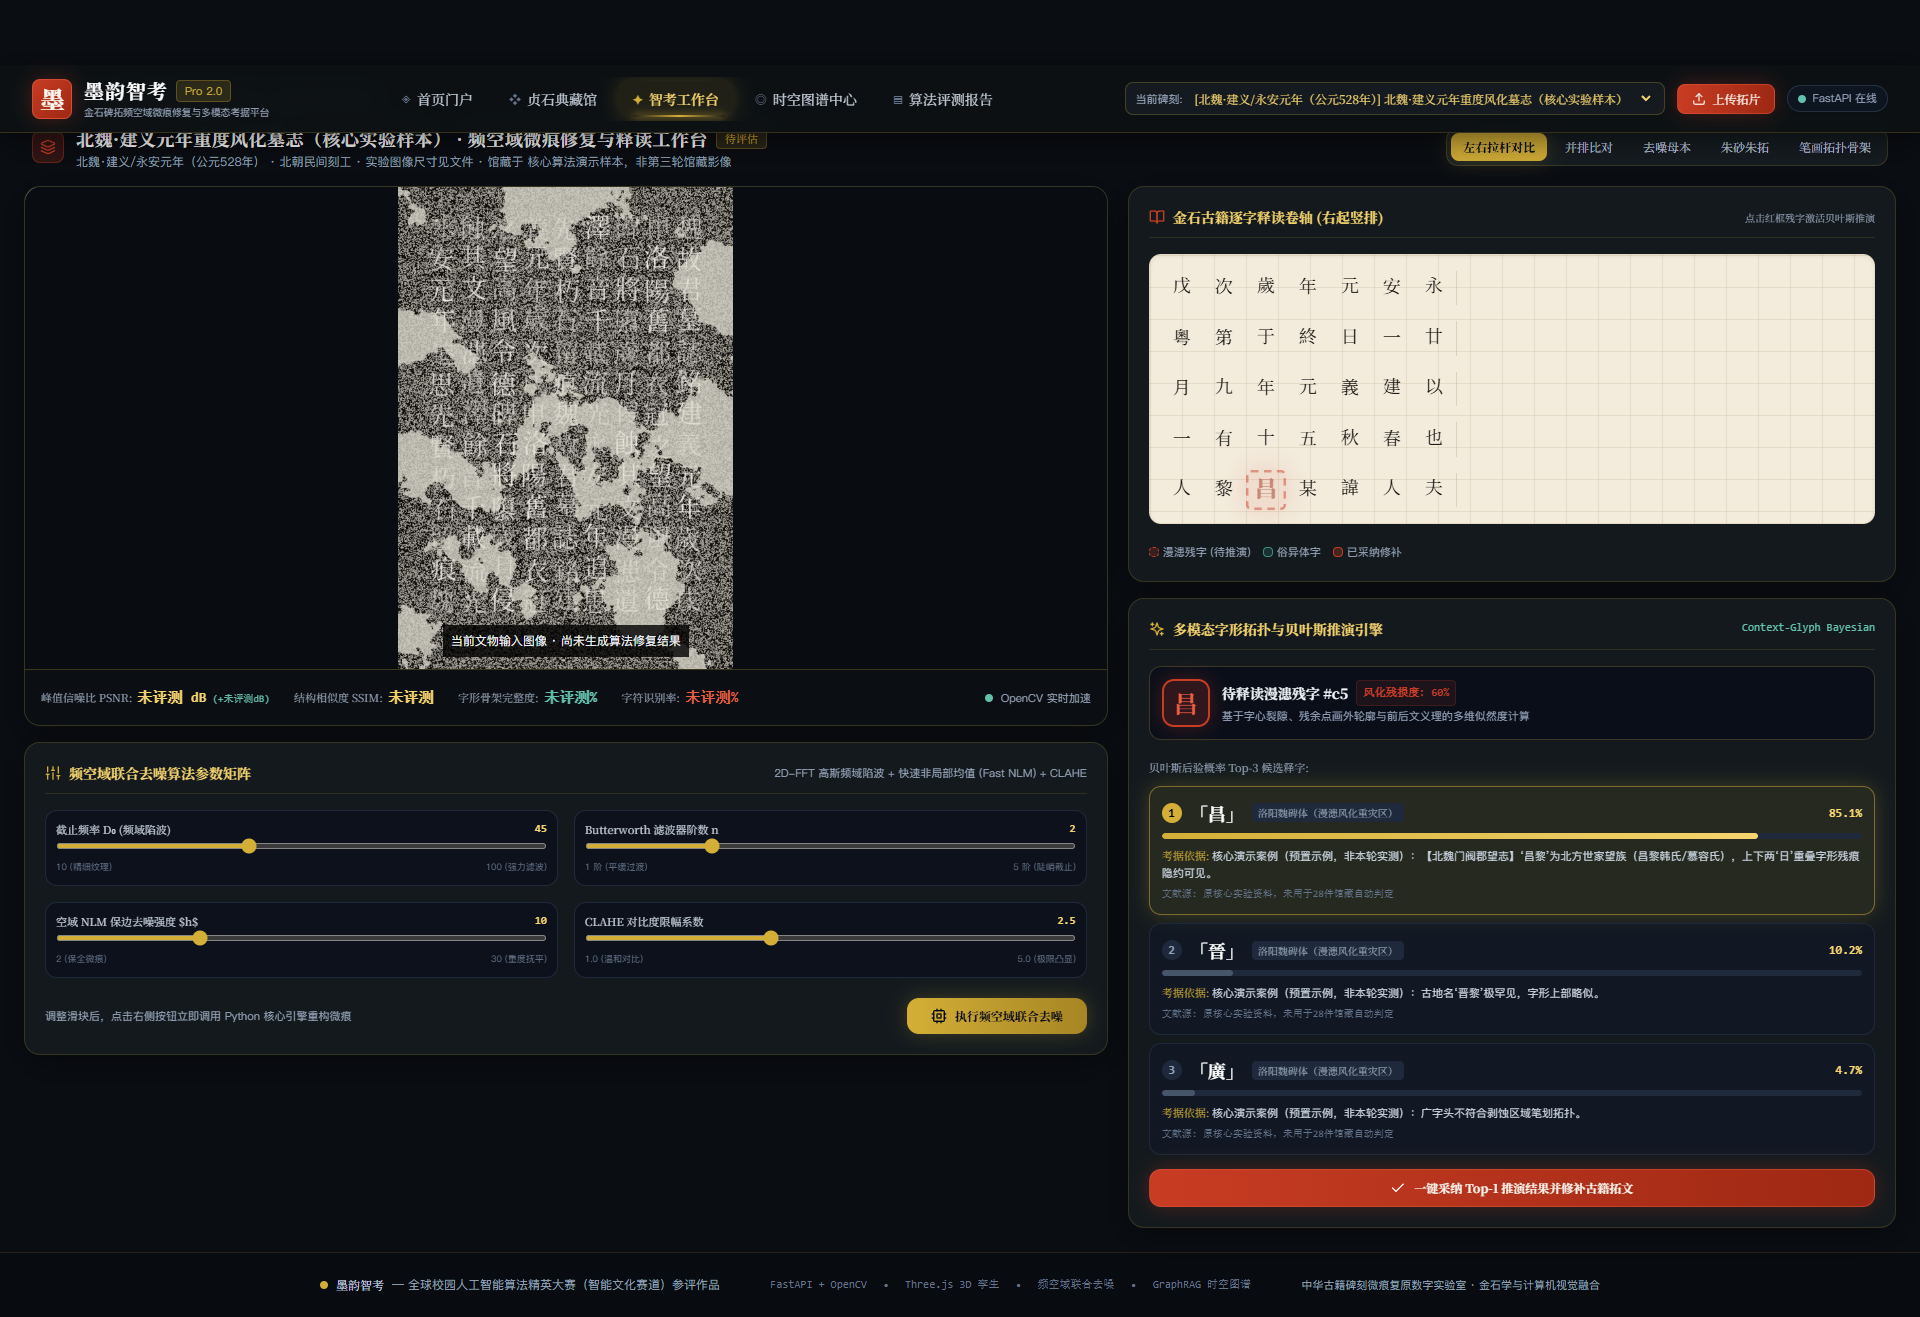 墨 墨韵智考 Pro 2.0
金石碑拓频空域微痕修复与多模态考据平台
首页门户
贞石典藏馆
智考工作台
时空图谱中心
算法评测报告
当前碑刻: [北魏·建义/永安元年（公元528年）] 北魏·建义元年重度风化墓志（核心实验样本）
上传拓片
FastAPI 在线
北魏·建义元年重度风化墓志（核心实验样本） · 频空域微痕修复与释读工作台 待评估
北魏·建义/永安元年（公元528年） · 北朝民间刻工 · 实验图像尺寸见文件 · 馆藏于 核心算法演示样本，非第三轮馆藏影像
左右拉杆对比
并排比对
去噪母本
朱砂朱拓
笔画拓扑骨架
当前文物输入图像 · 尚未生成算法修复结果
峰值信噪比 PSNR: 未评测 dB (+未评测dB)
结构相似度 SSIM: 未评测
字形骨架完整度: 未评测%
字符识别率: 未评测%
OpenCV 实时加速
频空域联合去噪算法参数矩阵
2D-FFT 高斯频域陷波 + 快速非局部均值 (Fast NLM) + CLAHE
截止频率 D₀ (频域陷波) 45
10 (精细纹理) 100 (强力滤波)
Butterworth 滤波器阶数 n 2
1 阶 (平缓过渡) 5 阶 (陡峭截止)
空域 NLM 保边去噪强度 $h$ 10
2 (保全微痕) 30 (重度抚平)
CLAHE 对比度限幅系数 2.5
1.0 (温和对比) 5.0 (极限凸显)
调整滑块后，点击右侧按钮立即调用 Python 核心引擎重构微痕
执行频空域联合去噪
金石古籍逐字释读卷轴 (右起竖排)
点击红框残字激活贝叶斯推演
永安元年歲次戊
廿一日終于第粵
以建義元年九月
也春秋五十有一
夫人諱某昌黎人
漫漶残字 (待推演)
俗异体字
已采纳修补
多模态字形拓扑与贝叶斯推演引擎
Context-Glyph Bayesian
昌 待释读漫漶残字 #c5 风化残损度: 60%
基于字心裂隙、残余点画外轮廓与前后文义理的多维似然度计算
贝叶斯后验概率 Top-3 候选释字:
1 「昌」 洛阳魏碑体（漫漶风化重灾区） 85.1%
考据依据: 核心演示案例（预置示例，非本轮实测）：【北魏门阀郡望志】'昌黎'为北方世家望族（昌黎韩氏/慕容氏），上下两'日'重叠字形残痕
隐约可见。
文献源: 原核心实验资料，未用于28件馆藏自动判定
2 「晉」 洛阳魏碑体（漫漶风化重灾区） 10.2%
考据依据: 核心演示案例（预置示例，非本轮实测）：古地名'晋黎'极罕见，字形上部略似。
文献源: 原核心实验资料，未用于28件馆藏自动判定
3 「廣」 洛阳魏碑体（漫漶风化重灾区） 4.7%
考据依据: 核心演示案例（预置示例，非本轮实测）：广字头不符合剥蚀区域笔划拓扑。
文献源: 原核心实验资料，未用于28件馆藏自动判定
一键采纳 Top-1 推演结果并修补古籍拓文
墨韵智考 — 全球校园人工智能算法精英大赛（智能文化赛道）参评作品
FastAPI + OpenCV • Three.js 3D 孪生 • 频空域联合去噪 • GraphRAG 时空图谱
中华古籍碑刻微痕复原数字实验室 · 金石学与计算机视觉融合